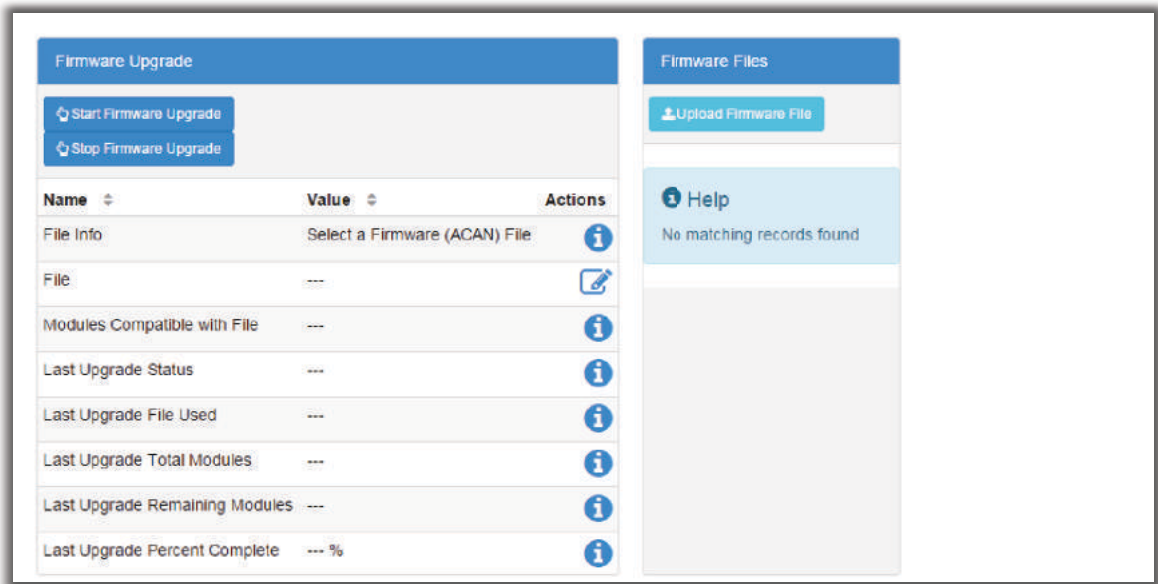 Firmware Upgrade
Start Firmware Upgrade
Stop Firmware Upgrade
Name Value Actions
File Info Select a Firmware (ACAN) File
File ---
Modules Compatible with File ---
Last Upgrade Status ---
Last Upgrade File Used ---
Last Upgrade Total Modules ---
Last Upgrade Remaining Modules ---
Last Upgrade Percent Complete --- %
Firmware Files
Upload Firmware File
Help
No matching records found